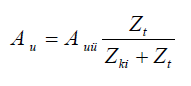 A_u = A_uü Z_t / (Z_ki + Z_t)